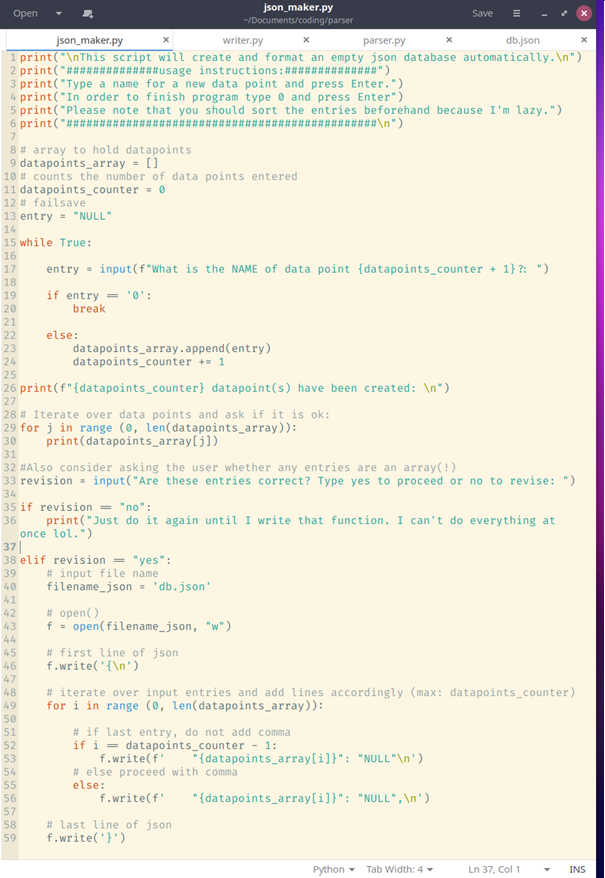 Open
json_maker.py
~/Documents/coding/parser
Save
json_maker.py
writer.py
parser.py
db.json
1 print("\nThis script will create and format an empty json database automatically.\n")
2 print("##############usage instructions:##############")
3 print("Type a name for a new data point and press Enter.")
4 print("In order to finish program type 0 and press Enter")
5 print("Please note that you should sort the entries beforehand because I'm lazy.")
6 print("###############################################\n")
7
8 # array to hold datapoints
9 datapoints_array = []
10 # counts the number of data points entered
11 datapoints_counter = 0
12 # failsave
13 entry = "NULL"
14
15 while True:
16
17     entry = input(f"What is the NAME of data point {datapoints_counter + 1}?: ")
18
19     if entry == '0':
20         break
21
22     else:
23         datapoints_array.append(entry)
24         datapoints_counter += 1
25
26 print(f"{datapoints_counter} datapoint(s) have been created: \n")
27
28 # Iterate over data points and ask if it is ok:
29 for j in range (0, len(datapoints_array)):
30     print(datapoints_array[j])
31
32 #Also consider asking the user whether any entries are an array(!)
33 revision = input("Are these entries correct? Type yes to proceed or no to revise: ")
34
35 if revision == "no":
36     print("Just do it again until I write that function. I can't do everything at
once lol.")
37
38 elif revision == "yes":
39     # input file name
40     filename_json = 'db.json'
41
42     # open()
43     f = open(filename_json, "w")
44
45     # first line of json
46     f.write('{\n')
47
48     # iterate over input entries and add lines accordingly (max: datapoints_counter)
49     for i in range (0, len(datapoints_array)):
50
51         # if last entry, do not add comma
52         if i == datapoints_counter - 1:
53             f.write(f'    "{datapoints_array[i]}": "NULL"\n')
54         # else proceed with comma
55         else:
56             f.write(f'    "{datapoints_array[i]}": "NULL",\n')
57
58     # last line of json
59     f.write('}')
Python
Tab Width: 4
Ln 37, Col 1
INS